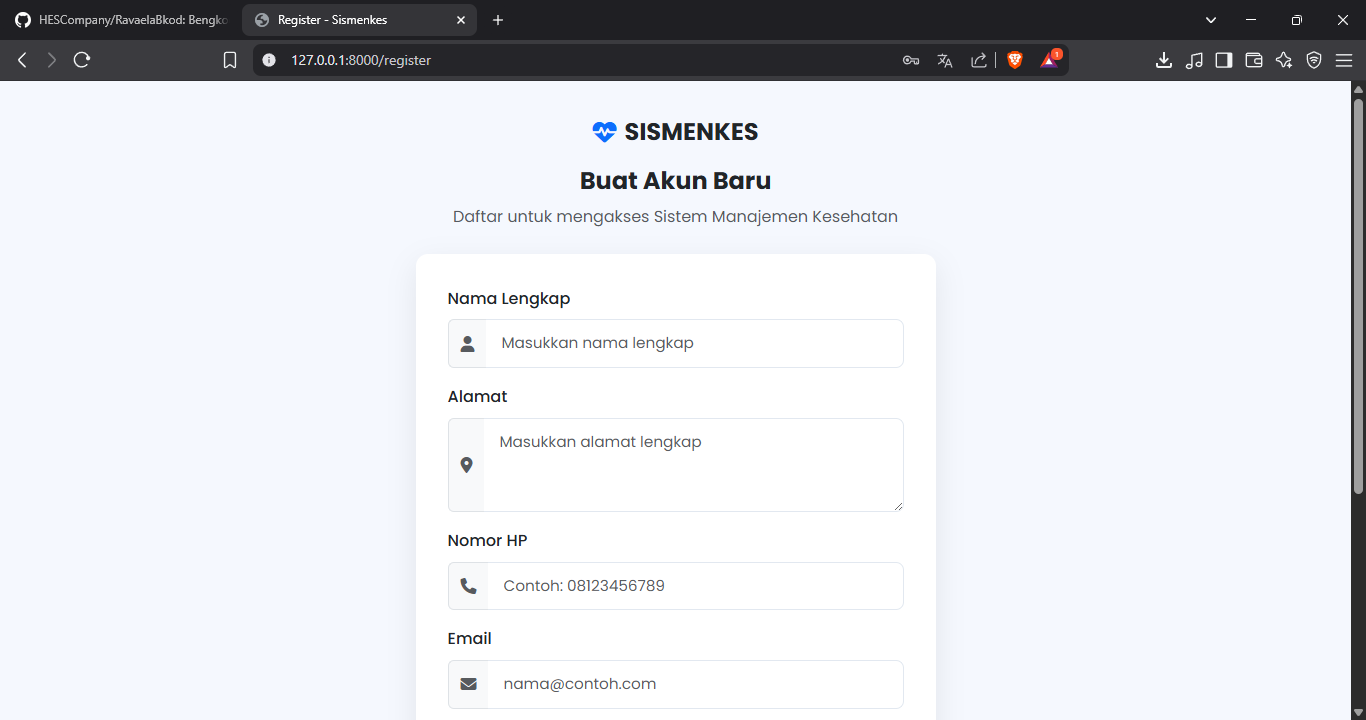 HESCompany/RavaelaBkod: Bengko
Register - Sismenkes
127.0.0.1:8000/register
1
SISMENKES
Buat Akun Baru
Daftar untuk mengakses Sistem Manajemen Kesehatan
Nama Lengkap
Masukkan nama lengkap
Alamat
Masukkan alamat lengkap
Nomor HP
Contoh: 08123456789
Email
nama@contoh.com